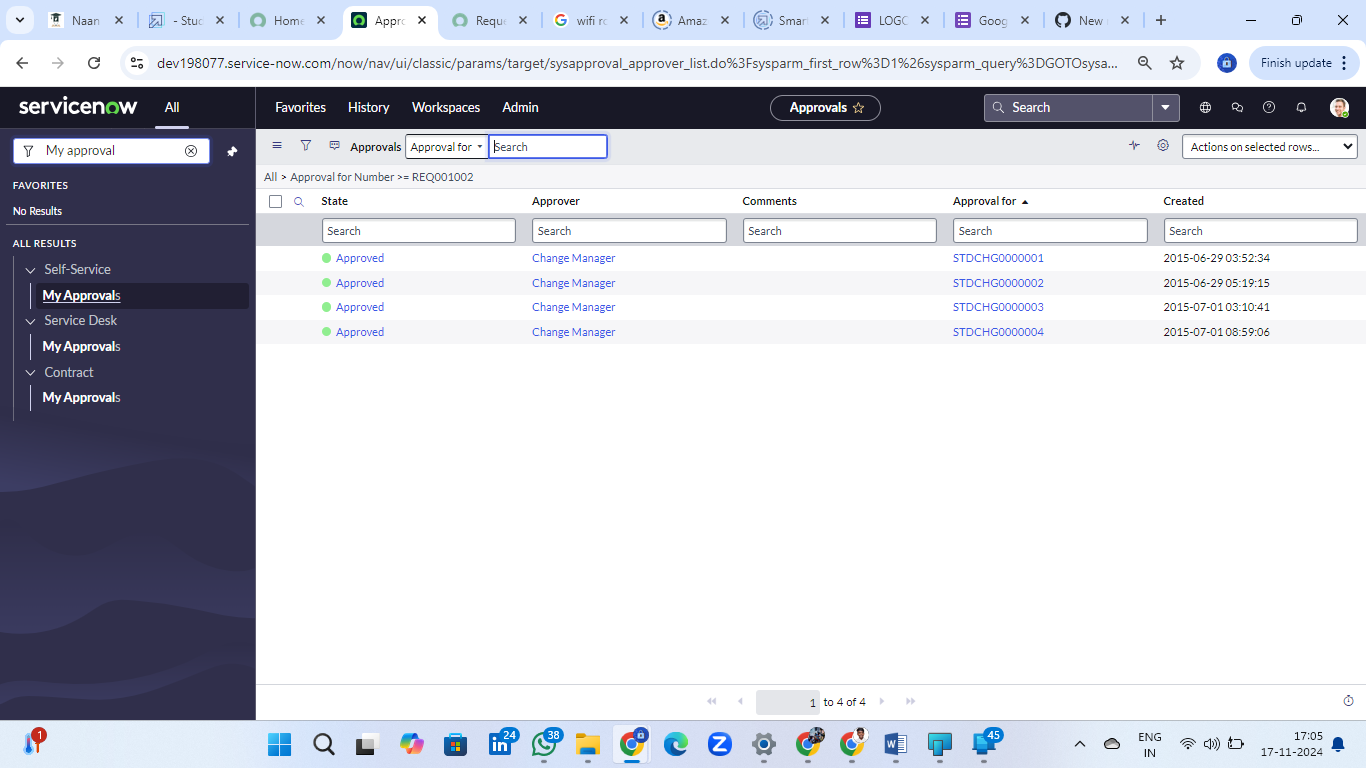 Naan
- Stud
Home
Appro
Reque
wifi ro
Amaz
Smart
LOGO
Goog
New
dev198077.service-now.com/now/nav/ui/classic/params/target/sysapproval_approver_list.do%3Fsysparm_first_row%3D1%26sysparm_query%3DGOTOsysa...
Finish update
servicenow All Favorites History Workspaces Admin Approvals Search
My approval
Approvals Approval for Search Actions on selected rows...
FAVORITES
No Results
ALL RESULTS
Self-Service
My Approvals
Service Desk
My Approvals
Contract
My Approvals
All > Approval for Number >= REQ001002
State Approver Comments Approval for Created
Search Search Search Search Search
Approved Change Manager STDCHG0000001 2015-06-29 03:52:34
Approved Change Manager STDCHG0000002 2015-06-29 05:19:15
Approved Change Manager STDCHG0000003 2015-07-01 03:10:41
Approved Change Manager STDCHG0000004 2015-07-01 08:59:06
1 to 4 of 4
1
24
38
45
ENG
IN
17:05
17-11-2024